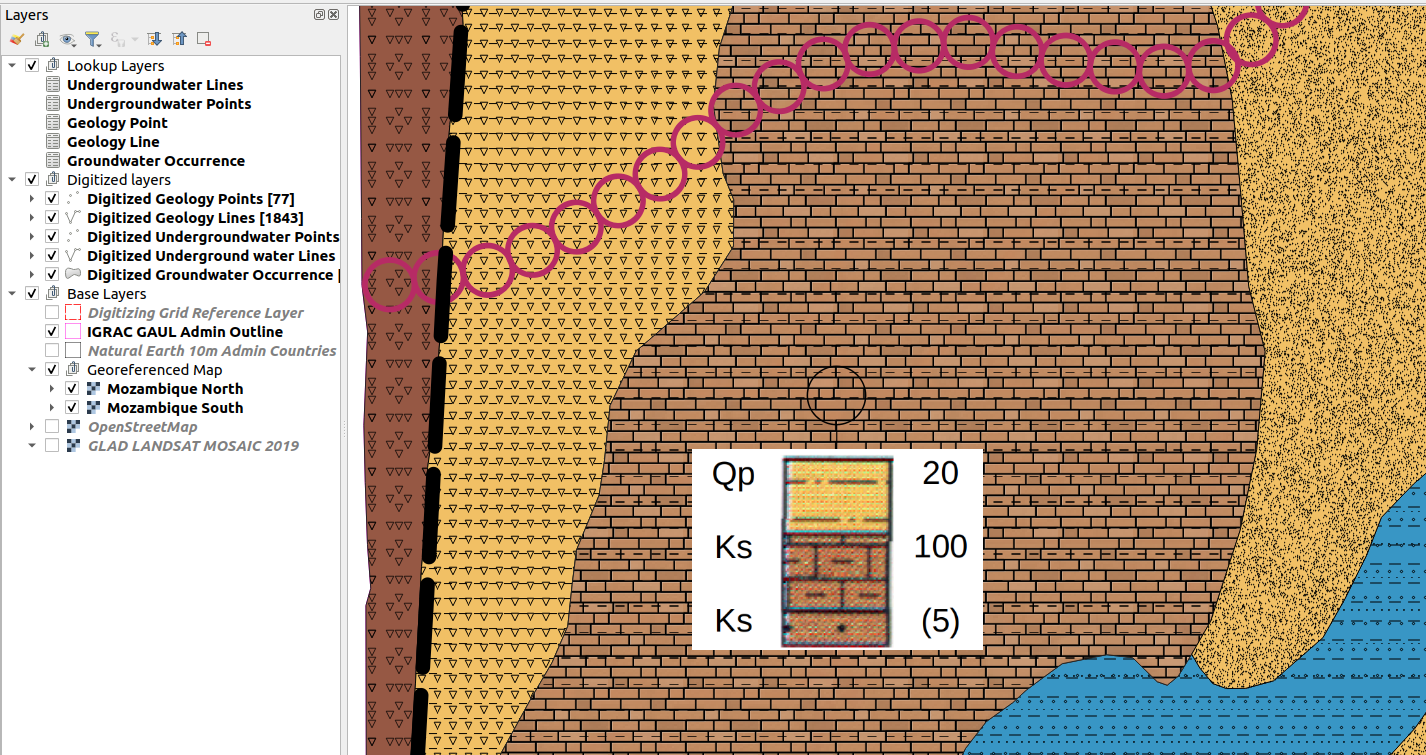 Layers
Lookup Layers
Undergroundwater Lines
Undergroundwater Points
Geology Point
Geology Line
Groundwater Occurrence
Digitized layers
Digitized Geology Points [77]
Digitized Geology Lines [1843]
Digitized Undergroundwater Points
Digitized Underground water Lines
Digitized Groundwater Occurrence [
Base Layers
Digitizing Grid Reference Layer
IGRAC GAUL Admin Outline
Natural Earth 10m Admin Countries
Georeferenced Map
Mozambique North
Mozambique South
OpenStreetMap
GLAD LANDSAT MOSAIC 2019
Qp 20
Ks 100
Ks (5)